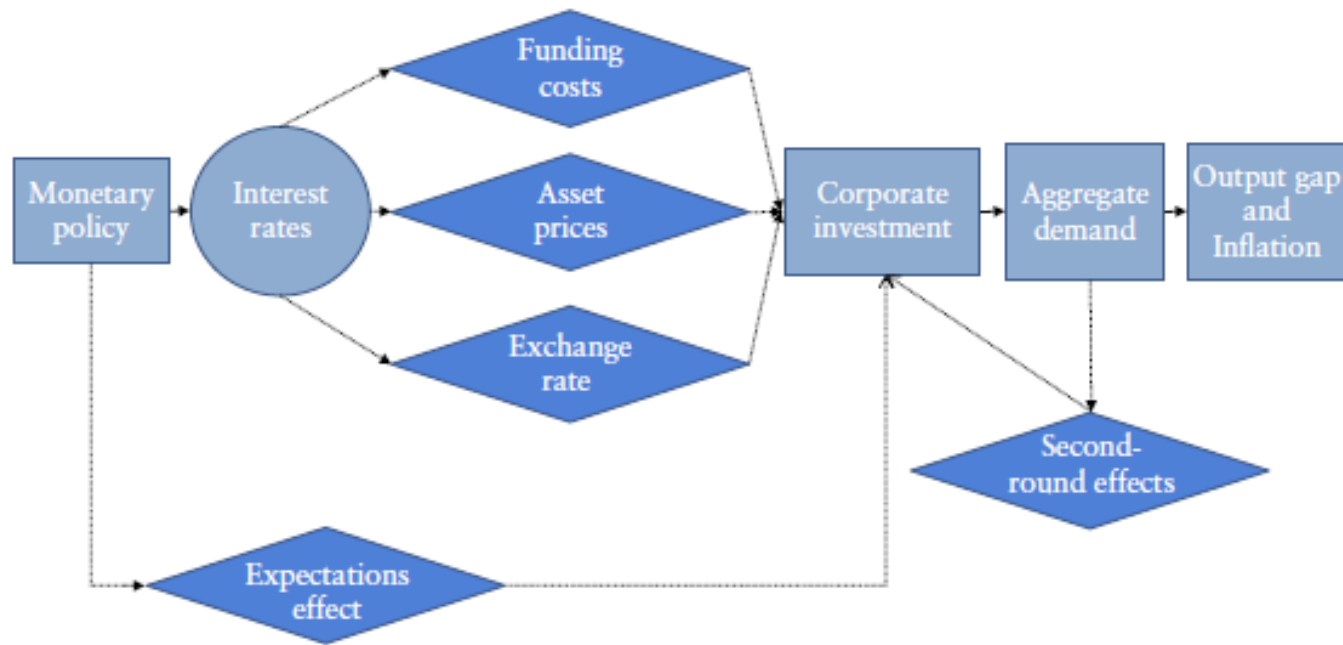 Funding
costs
Monetary
policy
Interest
rates
Asset
prices
Corporate
investment
Aggregate
demand
Output gap
and
Inflation
Exchange
rate
Second-
round effects
Expectations
effect